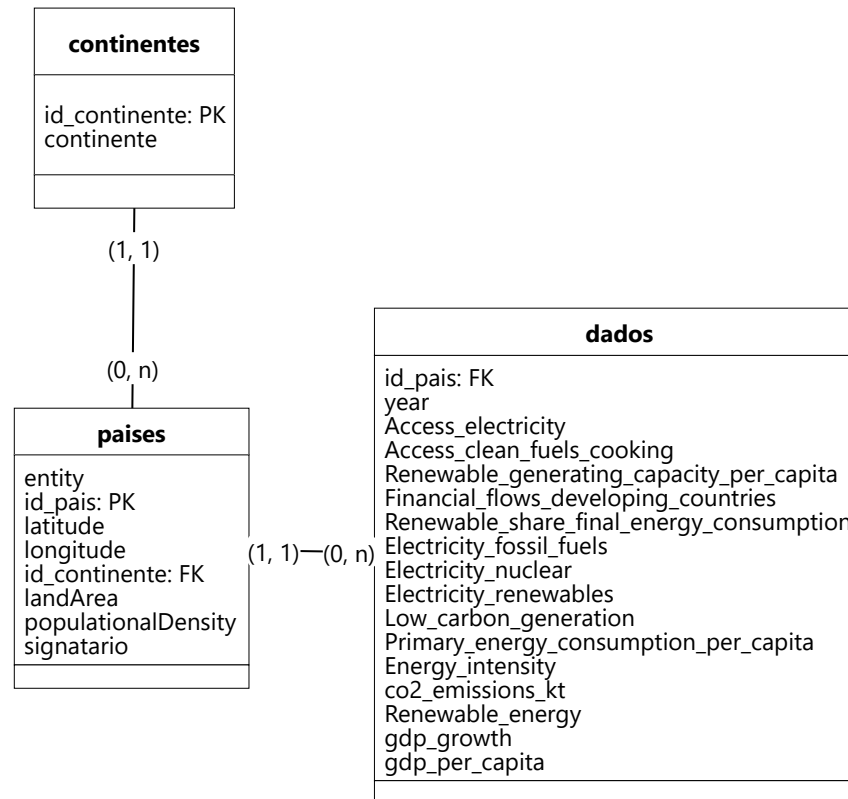 continentes
id_continente: PK
continente
(1, 1)
(0, n)
paises
entity
id_pais: PK
latitude
longitude
id_continente: FK
landArea
populationalDensity
signatario
(1, 1)
(0, n)
dados
id_pais: FK
year
Access_electricity
Access_clean_fuels_cooking
Renewable_generating_capacity_per_capita
Financial_flows_developing_countries
Renewable_share_final_energy_consumption
Electricity_fossil_fuels
Electricity_nuclear
Electricity_renewables
Low_carbon_generation
Primary_energy_consumption_per_capita
Energy_intensity
co2_emissions_kt
Renewable_energy
gdp_growth
gdp_per_capita